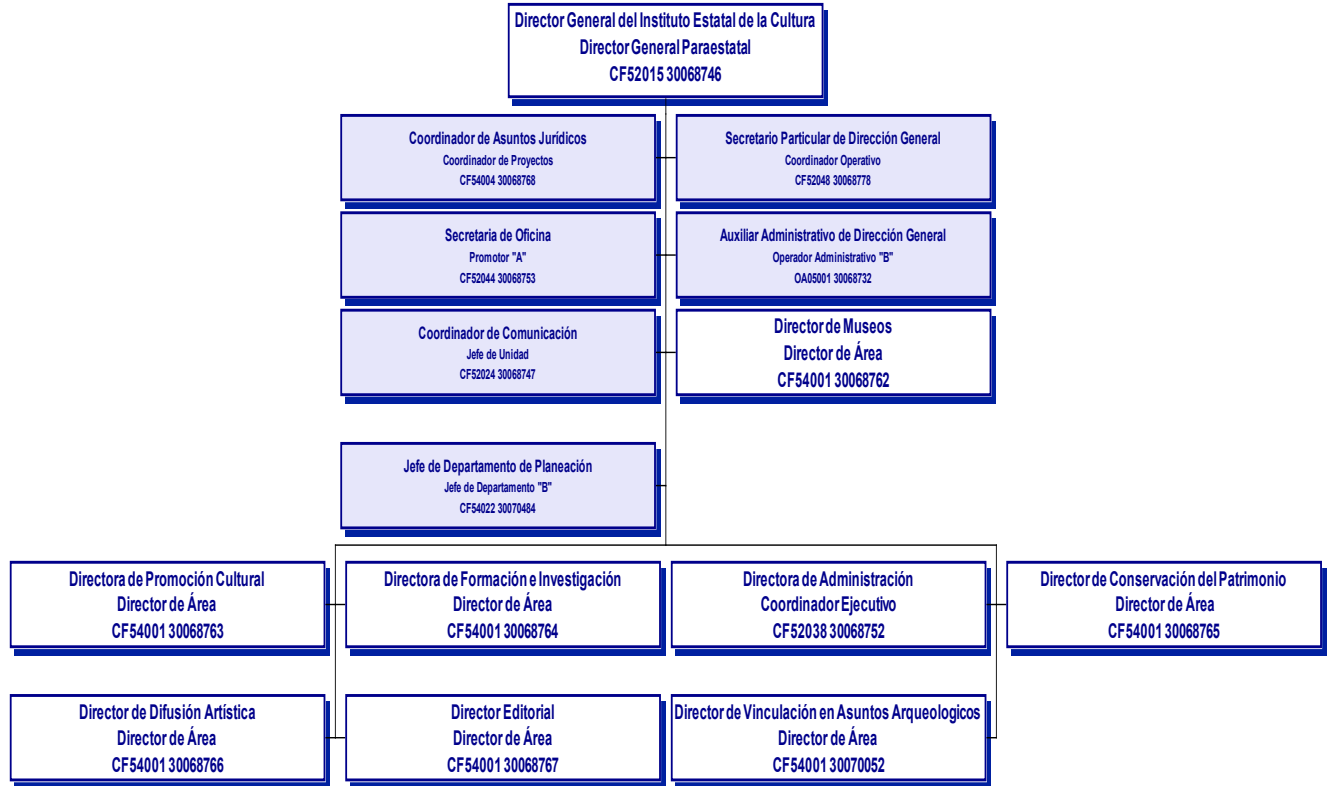 Director General del Instituto Estatal de la Cultura
Director General Paraestatal
CF52015 30068746
Coordinador de Asuntos Jurídicos
Coordinador de Proyectos
CF54004 30068768
Secretario Particular de Dirección General
Coordinador Operativo
CF52048 30068778
Secretaria de Oficina
Promotor "A"
CF52044 30068753
Auxiliar Administrativo de Dirección General
Operador Administrativo "B"
OA05001 30068732
Coordinador de Comunicación
Jefe de Unidad
CF52024 30068747
Director de Museos
Director de Área
CF54001 30068762
Jefe de Departamento de Planeación
Jefe de Departamento "B"
CF54022 30070484
Directora de Promoción Cultural
Director de Área
CF54001 30068763
Directora de Formación e Investigación
Director de Área
CF54001 30068764
Directora de Administración
Coordinador Ejecutivo
CF52038 30068752
Director de Conservación del Patrimonio
Director de Área
CF54001 30068765
Director de Difusión Artística
Director de Área
CF54001 30068766
Director Editorial
Director de Área
CF54001 30068767
Director de Vinculación en Asuntos Arqueologicos
Director de Área
CF54001 30070052